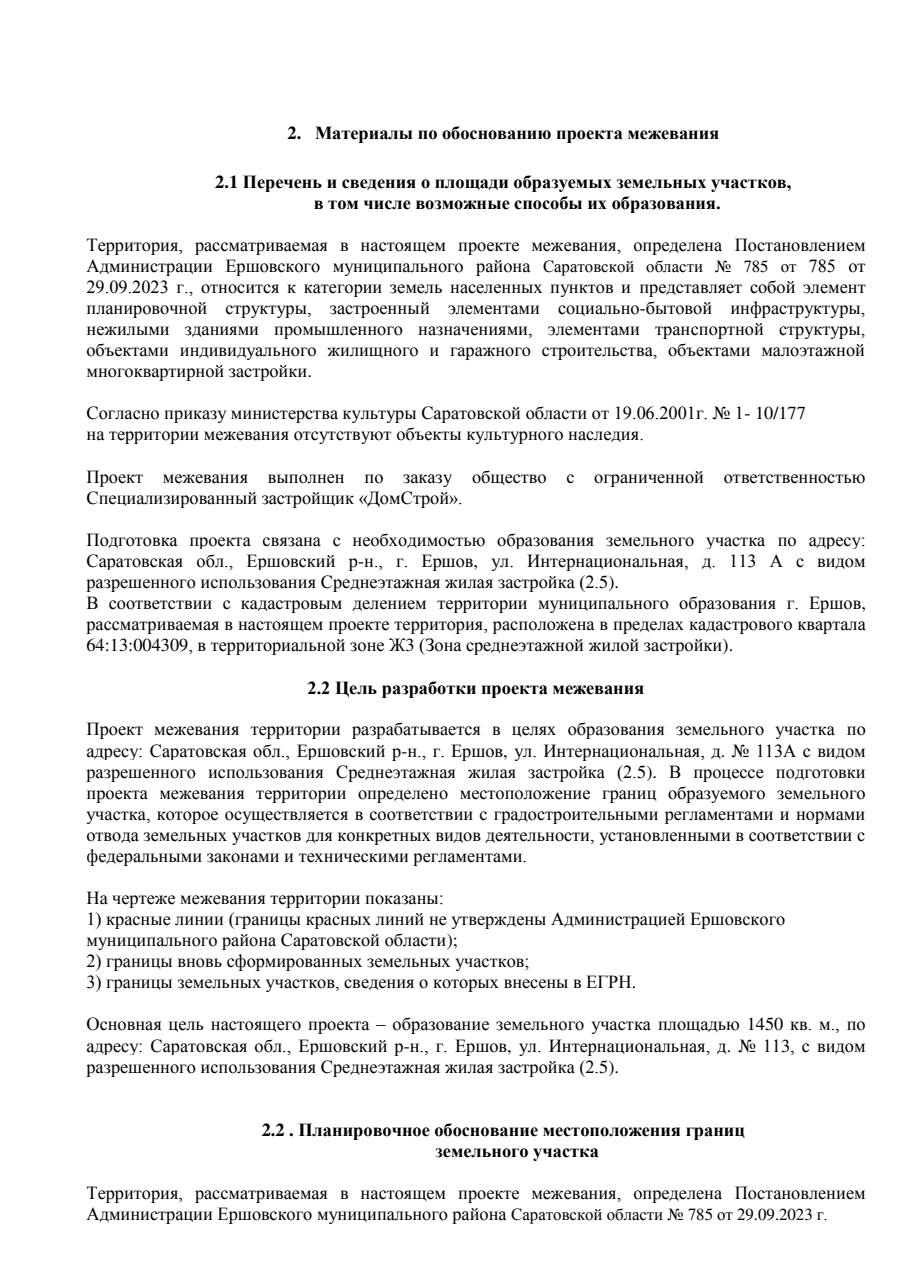 2. Материалы по обоснованию проекта межевания
2.1 Перечень и сведения о площади образуемых земельных участков,
в том числе возможные способы их образования.
Территория, рассматриваемая в настоящем проекте межевания, определена Постановлением
Администрации Ершовского муниципального района Саратовской области № 785 от 785 от
29.09.2023 г., относится к категории земель населенных пунктов и представляет собой элемент
планировочной структуры, застроенный элементами социально-бытовой инфраструктуры,
нежилыми зданиями промышленного назначениями, элементами транспортной структуры,
объектами индивидуального жилищного и гаражного строительства, объектами малоэтажной
многоквартирной застройки.
Согласно приказу министерства культуры Саратовской области от 19.06.2001г. № 1- 10/177
на территории межевания отсутствуют объекты культурного наследия.
Проект межевания выполнен по заказу общество с ограниченной ответственностью
Специализированный застройщик «ДомСтрой».
Подготовка проекта связана с необходимостью образования земельного участка по адресу:
Саратовская обл., Ершовский р-н., г. Ершов, ул. Интернациональная, д. 113 А с видом
разрешенного использования Среднеэтажная жилая застройка (2.5).
В соответствии с кадастровым делением территории муниципального образования г. Ершов,
рассматриваемая в настоящем проекте территория, расположена в пределах кадастрового квартала
64:13:004309, в территориальной зоне Ж3 (Зона среднеэтажной жилой застройки).
2.2 Цель разработки проекта межевания
Проект межевания территории разрабатывается в целях образования земельного участка по
адресу: Саратовская обл., Ершовский р-н., г. Ершов, ул. Интернациональная, д. № 113А с видом
разрешенного использования Среднеэтажная жилая застройка (2.5). В процессе подготовки
проекта межевания территории определено местоположение границ образуемого земельного
участка, которое осуществляется в соответствии с градостроительными регламентами и нормами
отвода земельных участков для конкретных видов деятельности, установленными в соответствии с
федеральными законами и техническими регламентами.
На чертеже межевания территории показаны:
1) красные линии (границы красных линий не утверждены Администрацией Ершовского
муниципального района Саратовской области);
2) границы вновь сформированных земельных участков;
3) границы земельных участков, сведения о которых внесены в ЕГРН.
Основная цель настоящего проекта – образование земельного участка площадью 1450 кв. м., по
адресу: Саратовская обл., Ершовский р-н., г. Ершов, ул. Интернациональная, д. № 113, с видом
разрешенного использования Среднеэтажная жилая застройка (2.5).
2.2 . Планировочное обоснование местоположения границ
земельного участка
Территория, рассматриваемая в настоящем проекте межевания, определена Постановлением
Администрации Ершовского муниципального района Саратовской области № 785 от 29.09.2023 г.